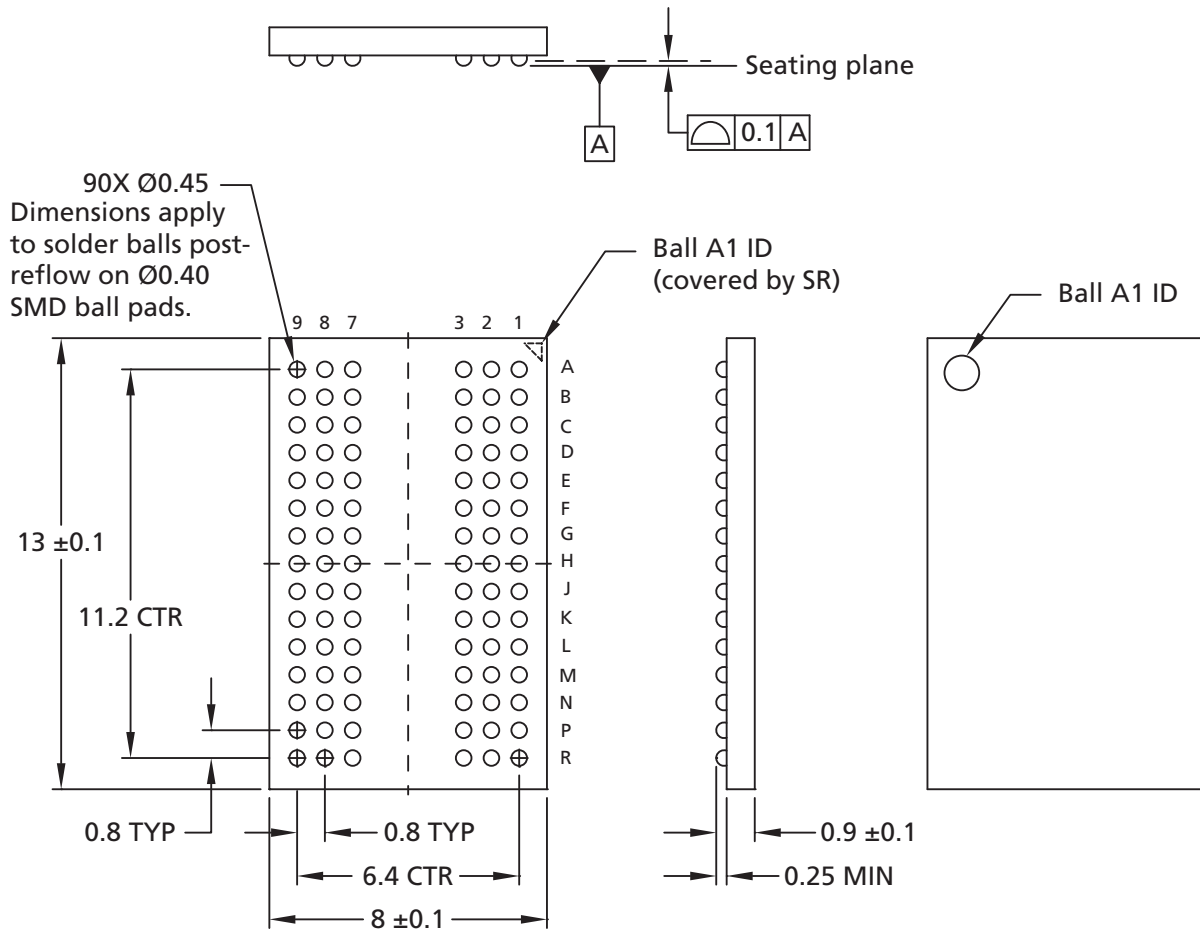 Seating plane
A
0.1 A
90X Ø0.45
Dimensions apply
to solder balls post-
reflow on Ø0.40
SMD ball pads.
Ball A1 ID
(covered by SR)
Ball A1 ID
9 8 7 3 2 1
A
B
C
D
E
F
G
H
J
K
L
M
N
P
R
13 ±0.1
11.2 CTR
0.8 TYP
0.8 TYP
6.4 CTR
8 ±0.1
0.9 ±0.1
0.25 MIN